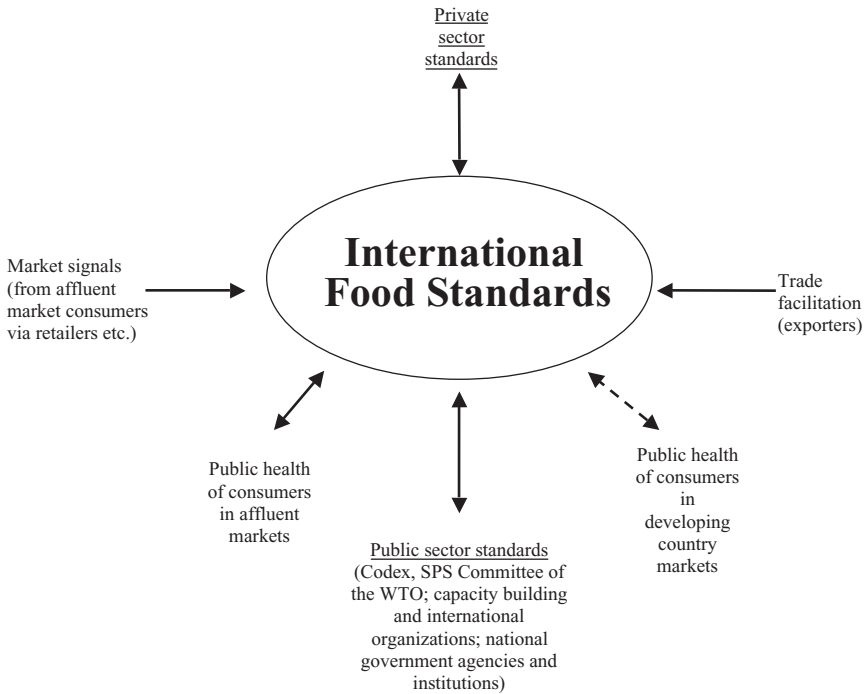 Private
sector
standards
International
Food Standards
Market signals
(from affluent
market consumers
via retailers etc.)
Trade
facilitation
(exporters)
Public health
of consumers
in affluent
markets
Public sector standards
(Codex, SPS Committee of
the WTO; capacity building
and international
organizations; national
government agencies and
institutions)
Public health
of consumers
in
developing
country
markets